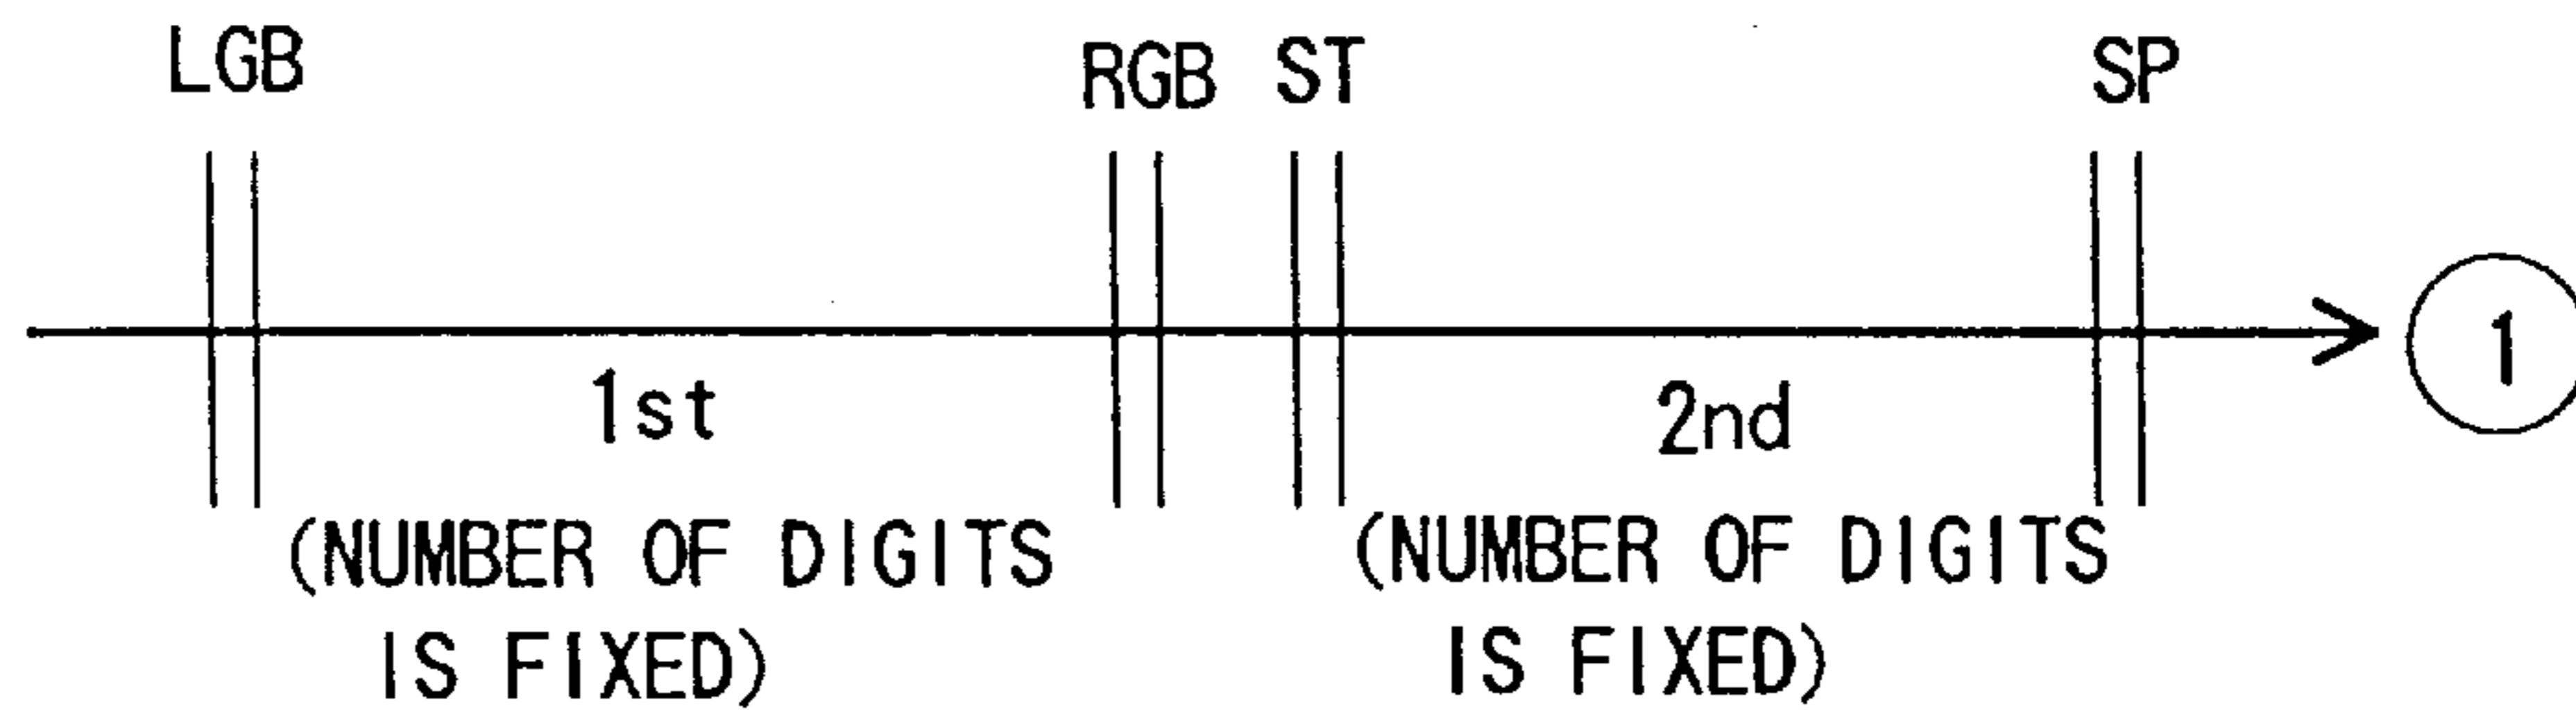 LGB RGB ST SP
1
1st 2nd
(NUMBER OF DIGITS (NUMBER OF DIGITS
IS FIXED) IS FIXED)